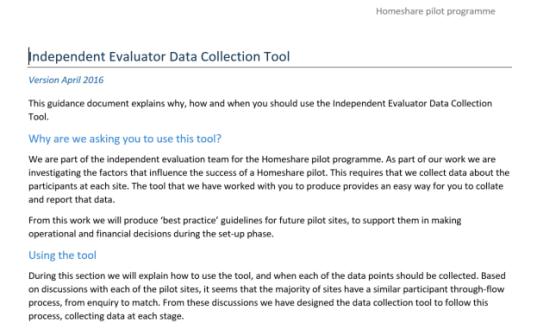 Homeshare pilot programme
Independent Evaluator Data Collection Tool
Version April 2016
This guidance document explains why, how and when you should use the Independent Evaluator Data Collection
Tool.
Why are we asking you to use this tool?
We are part of the independent evaluation team for the Homeshare pilot programme. As part of our work we are
investigating the factors that influence the success of a Homeshare pilot. This requires that we collect data about the
participants at each site. The tool that we have worked with you to produce provides an easy way for you to collate
and report that data.
From this work we will produce ‘best practice’ guidelines for future pilot sites, to support them in making
operational and financial decisions during the set-up phase.
Using the tool
During this section we will explain how to use the tool, and when each of the data points should be collected. Based
on discussions with each of the pilot sites, it seems that the majority of sites have a similar participant through-flow
process, from enquiry to match. From these discussions we have designed the data collection tool to follow this
process, collecting data at each stage.